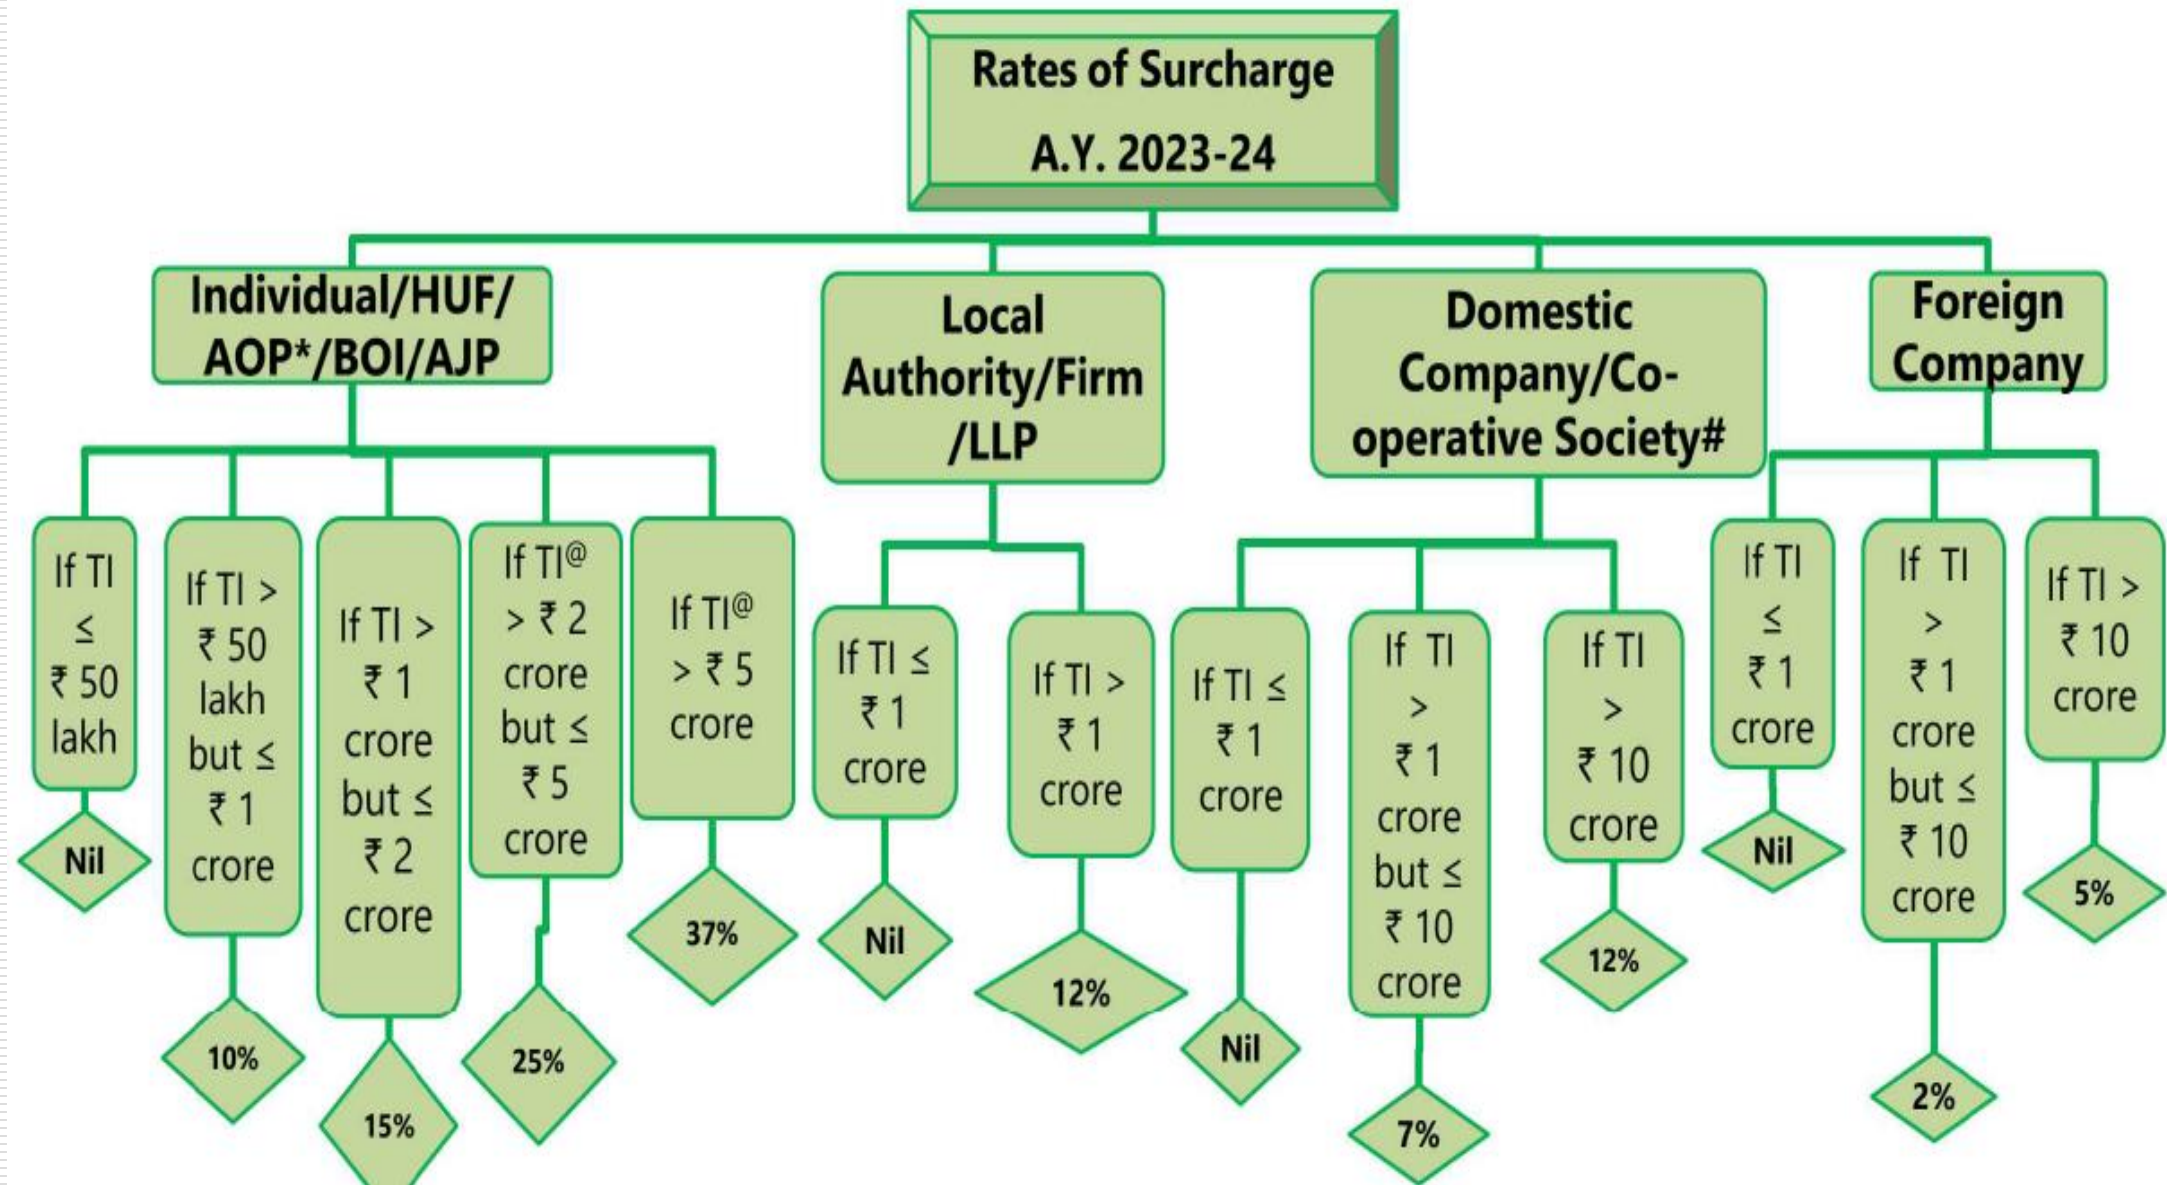 Rates of Surcharge
A.Y. 2023-24
Individual/HUF/
AOP*/BOI/AJP
Local
Authority/Firm
/LLP
Domestic
Company/Co-
operative Society#
Foreign
Company
If TI
≤
₹ 50
lakh
Nil
If TI >
₹ 50
lakh
but ≤
₹ 1
crore
10%
If TI >
₹ 1
crore
but ≤
₹ 2
crore
15%
If TI@
> ₹ 2
crore
but ≤
₹ 5
crore
25%
If TI@
> ₹ 5
crore
37%
If TI ≤
₹ 1
crore
Nil
If TI >
₹ 1
crore
12%
If TI ≤
₹ 1
crore
Nil
If TI
>
₹ 1
crore
but ≤
₹ 10
crore
7%
If TI
>
₹ 10
crore
12%
If TI
≤
₹ 1
crore
Nil
If TI
>
₹ 1
crore
but ≤
₹ 10
crore
2%
If TI >
₹ 10
crore
5%